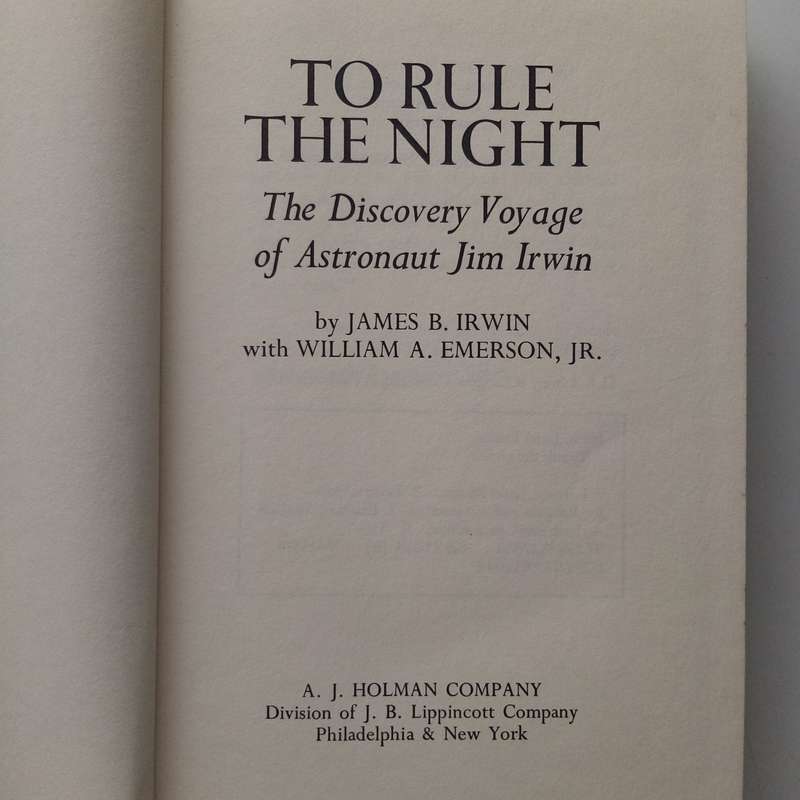 TO RULE
THE NIGHT
The Discovery Voyage
of Astronaut Jim Irwin
by JAMES B. IRWIN
with WILLIAM A. EMERSON, JR.
A. J. HOLMAN COMPANY
Division of J. B. Lippincott Company
Philadelphia & New York